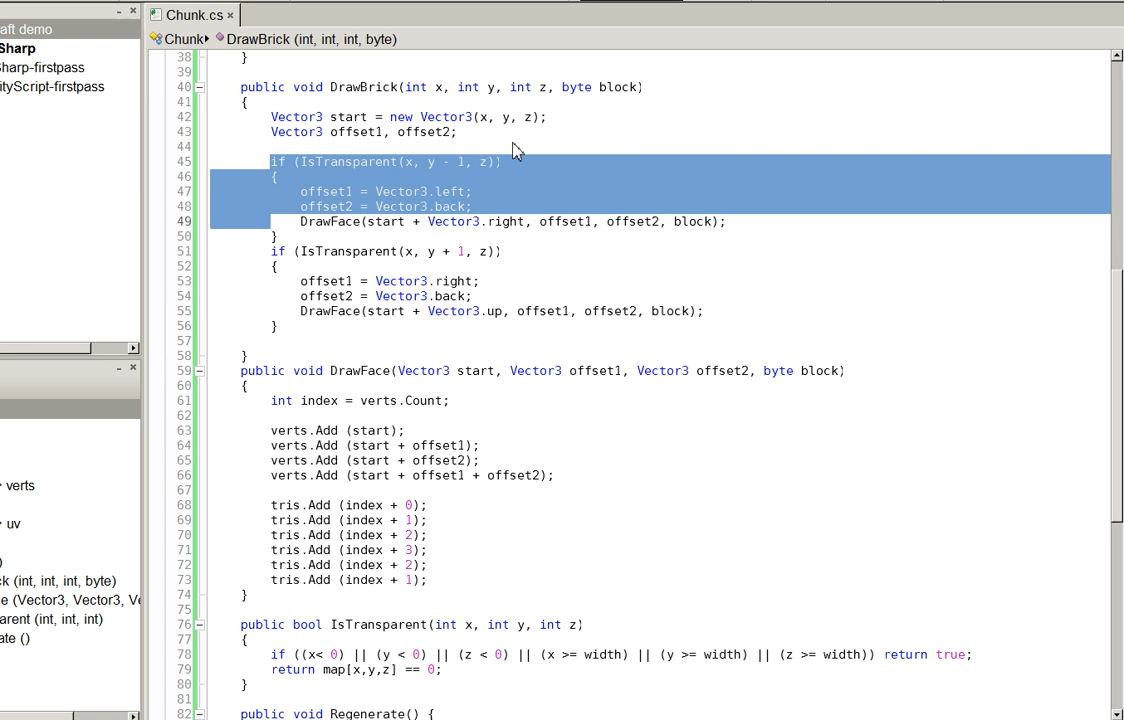 aft demo
Sharp
Sharp-firstpass
ityScript-firstpass
verts
uv
)
ck (int, int, int, byte)
e (Vector3, Vector3, Ve
arent (int, int, int)
ate ()
Chunk.cs ×
Chunk▸ DrawBrick (int, int, int, byte)
38 }
39
40 public void DrawBrick(int x, int y, int z, byte block)
41 {
42 Vector3 start = new Vector3(x, y, z);
43 Vector3 offset1, offset2;
44
45 if (IsTransparent(x, y - 1, z))
46 {
47 offset1 = Vector3.left;
48 offset2 = Vector3.back;
49 DrawFace(start + Vector3.right, offset1, offset2, block);
50 }
51 if (IsTransparent(x, y + 1, z))
52 {
53 offset1 = Vector3.right;
54 offset2 = Vector3.back;
55 DrawFace(start + Vector3.up, offset1, offset2, block);
56 }
57
58 }
59 public void DrawFace(Vector3 start, Vector3 offset1, Vector3 offset2, byte block)
60 {
61 int index = verts.Count;
62
63 verts.Add (start);
64 verts.Add (start + offset1);
65 verts.Add (start + offset2);
66 verts.Add (start + offset1 + offset2);
67
68 tris.Add (index + 0);
69 tris.Add (index + 1);
70 tris.Add (index + 2);
71 tris.Add (index + 3);
72 tris.Add (index + 2);
73 tris.Add (index + 1);
74 }
75
76 public bool IsTransparent(int x, int y, int z)
77 {
78 if ((x< 0) || (y < 0) || (z < 0) || (x >= width) || (y >= width) || (z >= width)) return true;
79 return map[x,y,z] == 0;
80 }
81
82 public void Regenerate() {